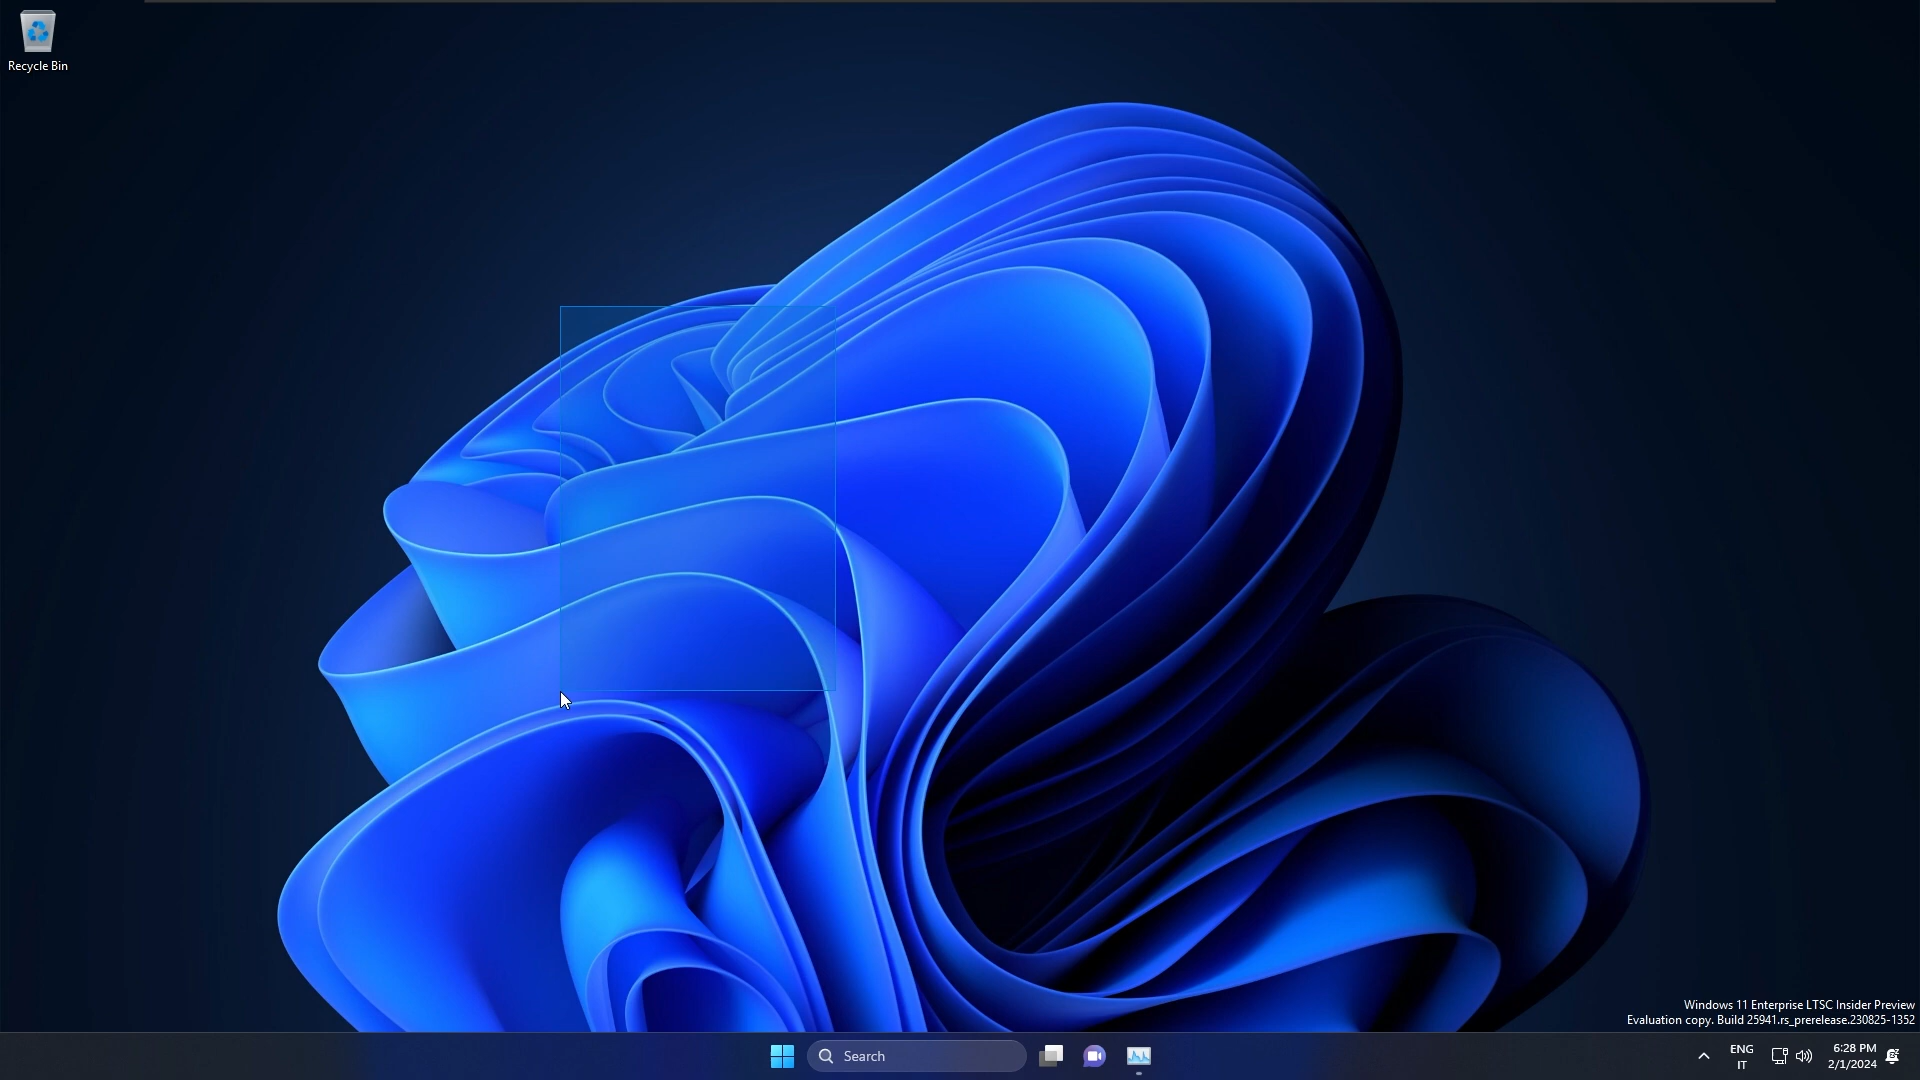 Recycle Bin
Windows 11 Enterprise LTSC Insider Preview
Evaluation copy. Build 25941.rs_prerelease.230825-1352
Search
ENG
IT
6:28 PM
2/1/2024